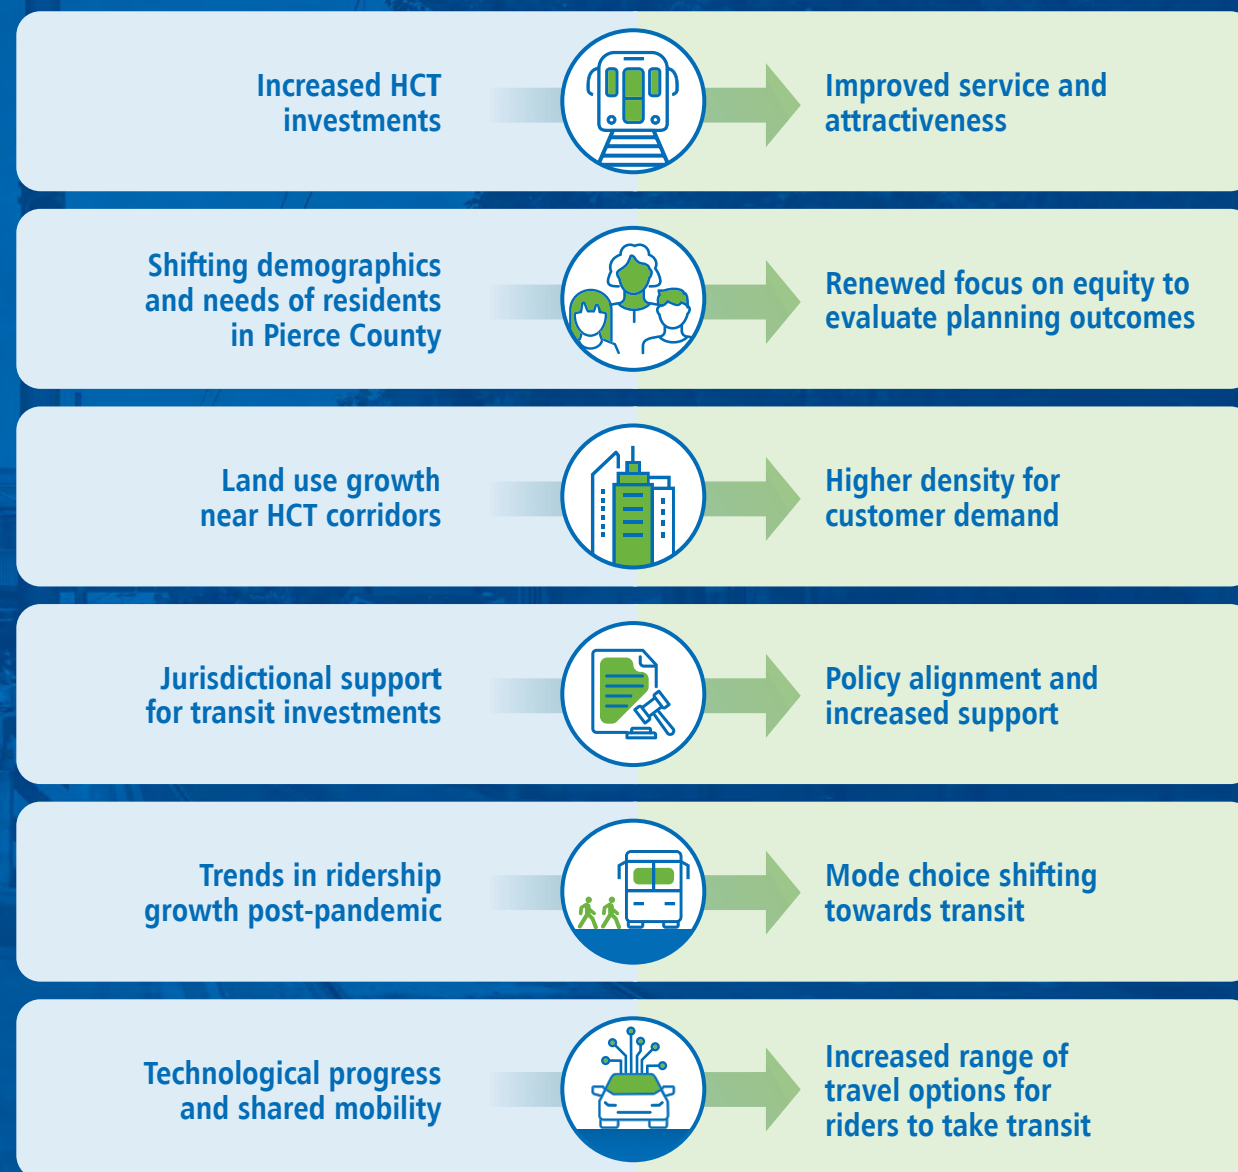 Increased HCT
investments
Improved service and
attractiveness
Shifting demographics
and needs of residents
in Pierce County
Renewed focus on equity to
evaluate planning outcomes
Land use growth
near HCT corridors
Higher density for
customer demand
Jurisdictional support
for transit investments
Policy alignment and
increased support
Trends in ridership
growth post-pandemic
Mode choice shifting
towards transit
Technological progress
and shared mobility
Increased range of
travel options for
riders to take transit